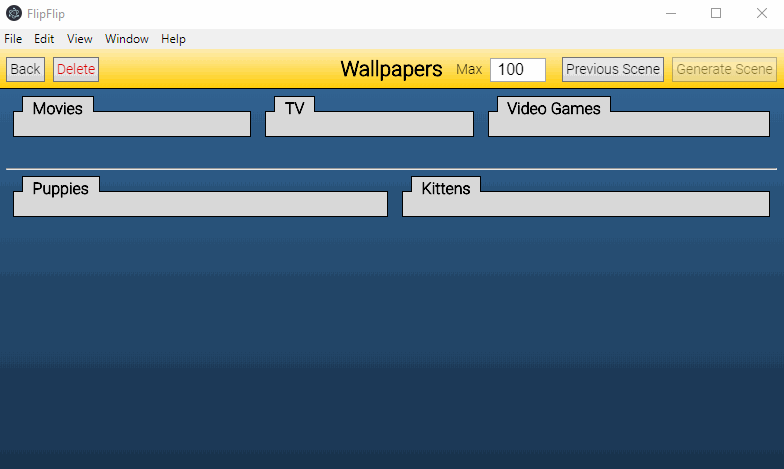 FlipFlip
File Edit View Window Help
Back Delete Wallpapers Max 100 Previous Scene Generate Scene
Movies TV Video Games
Puppies Kittens